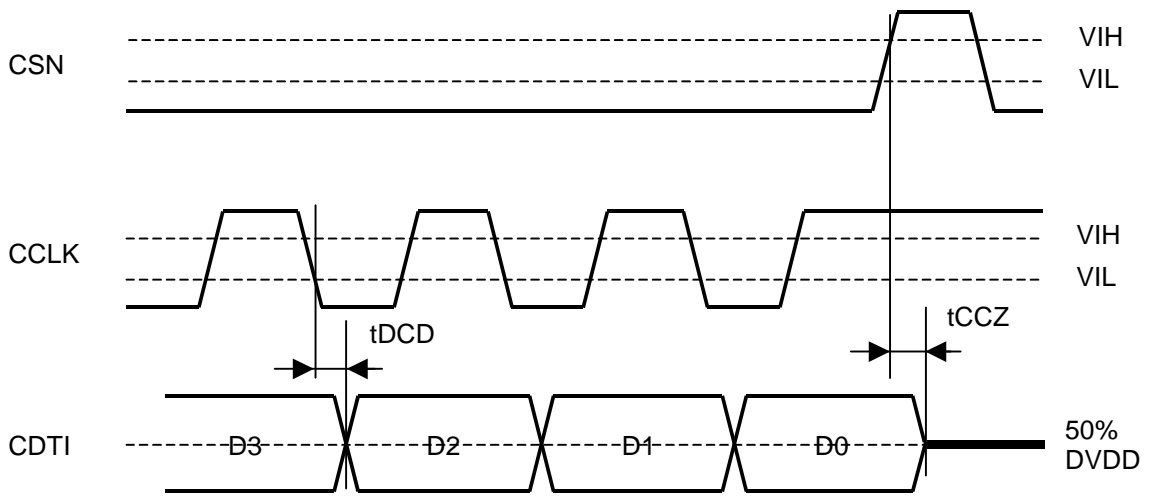 CSN
VIH
VIL
CCLK
VIH
VIL
tDCD
tCCZ
CDTI
D3
D2
D1
D0
50%
DVDD